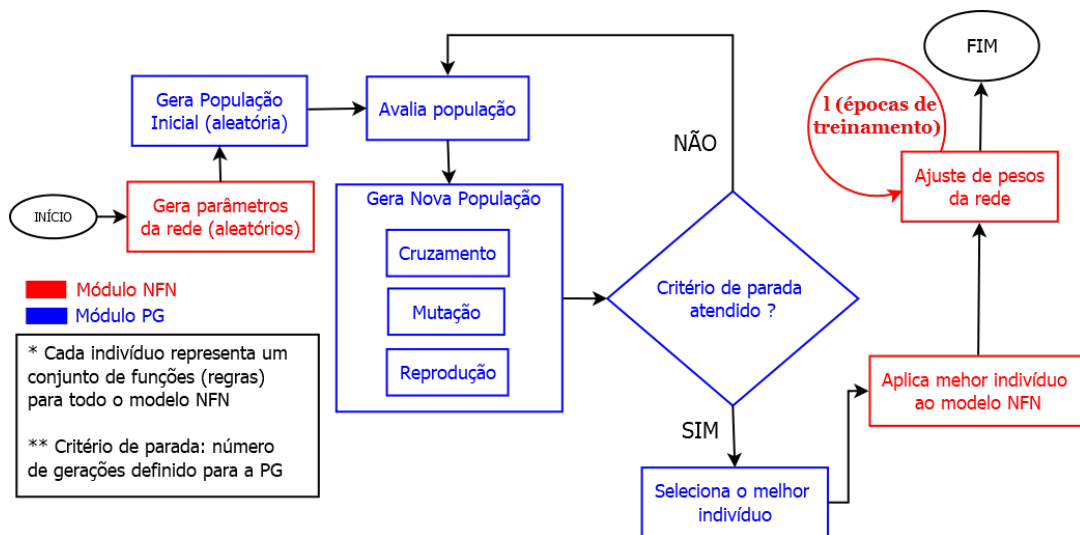 INÍCIO
Gera parâmetros
da rede (aleatórios)
Gera População
Inicial (aleatória)
Avalia população
Gera Nova População
Cruzamento
Mutação
Reprodução
Critério de parada
atendido ?
NÃO
SIM
Seleciona o melhor
indivíduo
Aplica mehor indivíduo
ao modelo NFN
Ajuste de pesos
da rede
l (épocas de
treinamento)
FIM
Módulo NFN
Módulo PG
* Cada indivíduo representa um
conjunto de funções (regras)
para todo o modelo NFN
** Critério de parada: número
de gerações definido para a PG